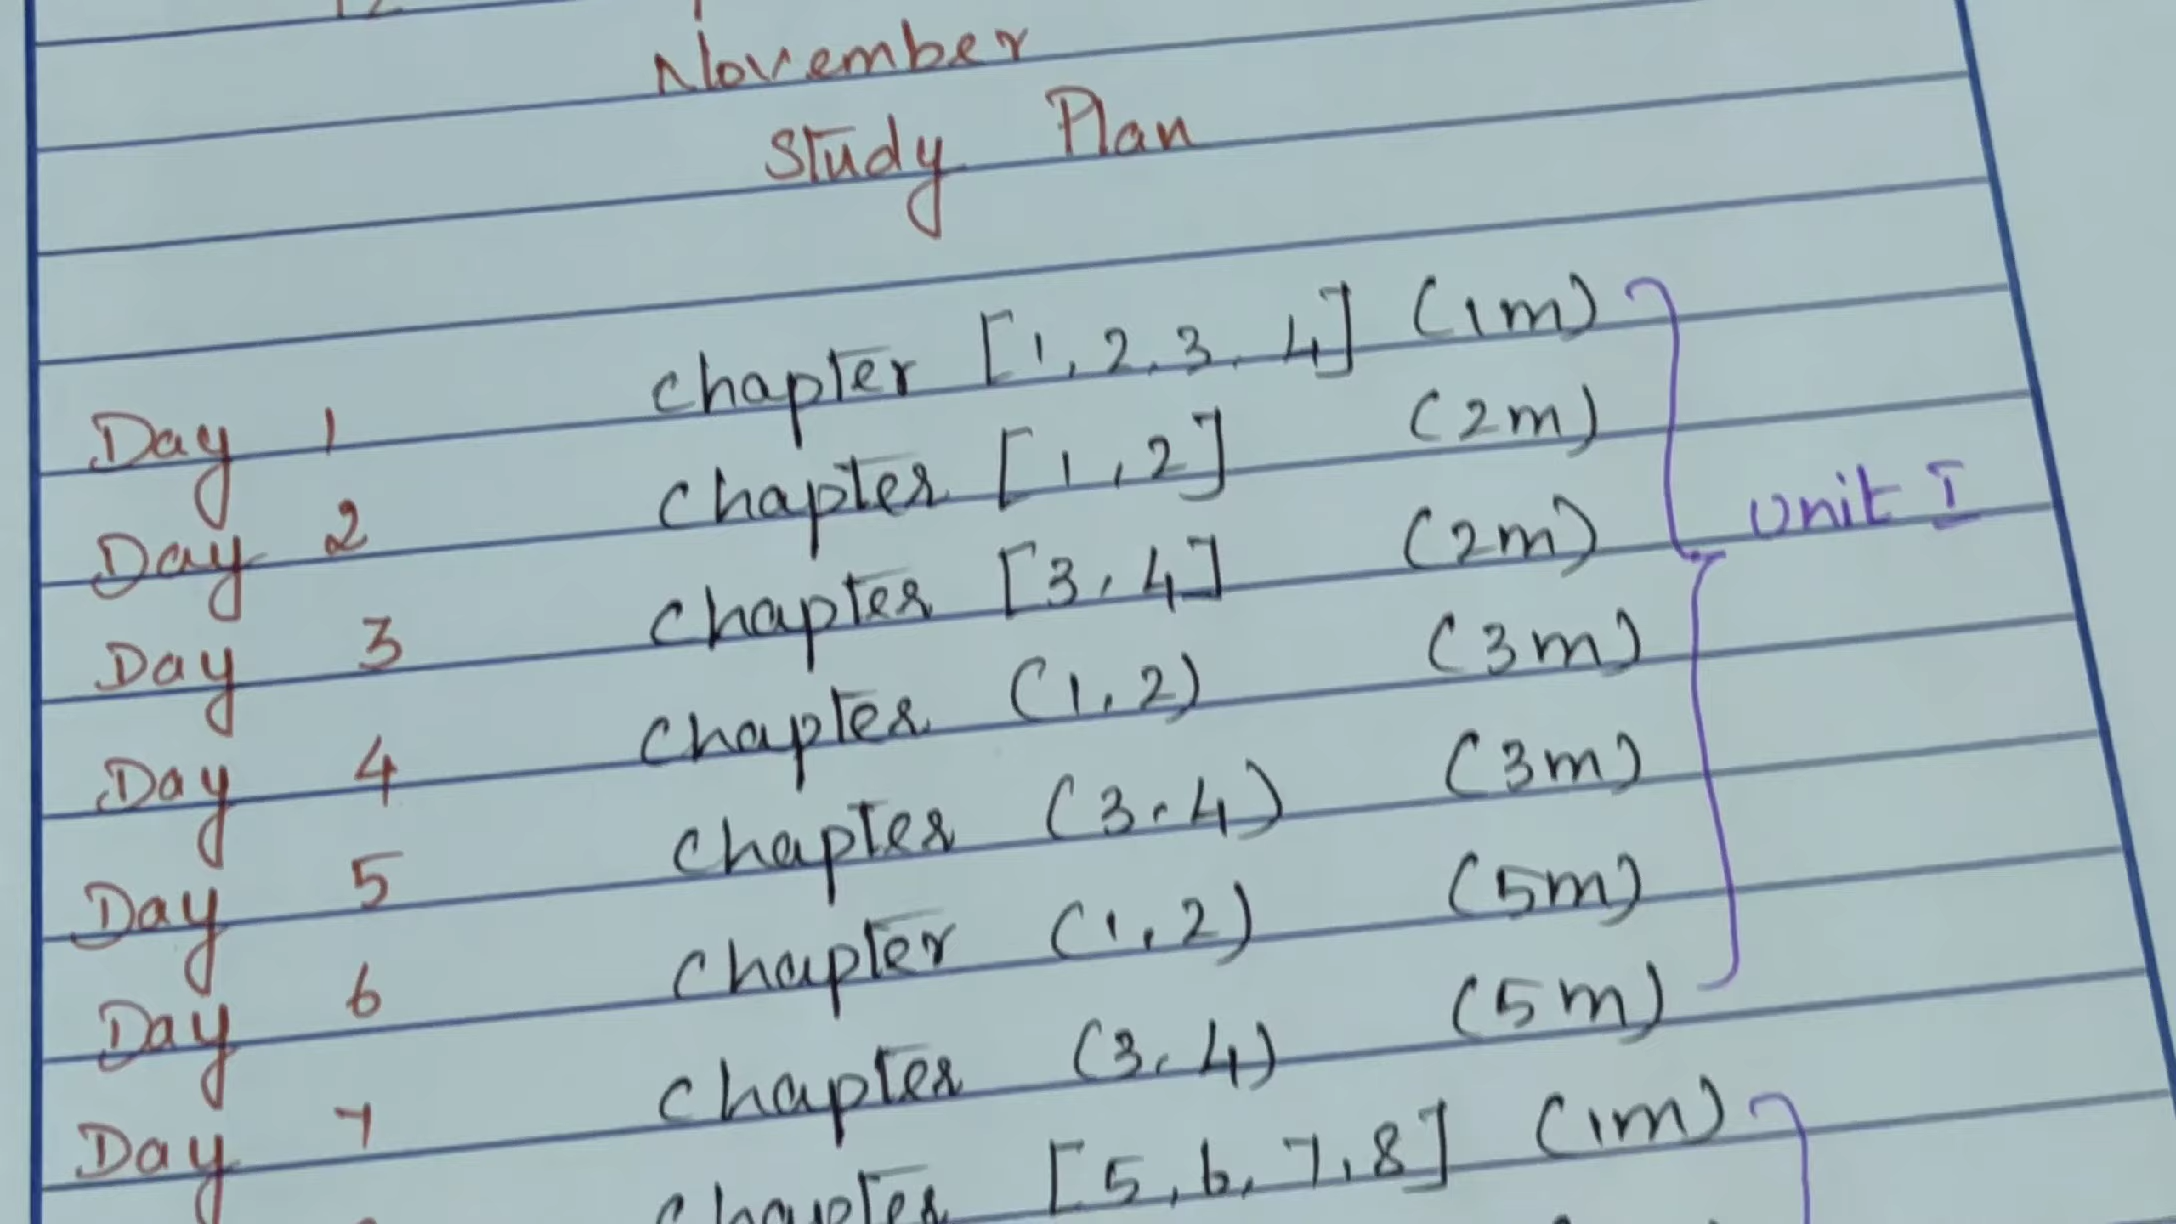 November
Study Plan
Day 1 chapter [1, 2, 3, 4] (1m)
Day 2 chapter [1, 2] (2m)
Day 3 chapter [3, 4] (2m)
Unit I
Day 4 chapter (1, 2) (3m)
Day 5 chapter (3, 4) (3m)
Day 6 chapter (1, 2) (5m)
Day 7 chapter (3, 4) (5m)
chapter [5, 6, 7, 8] (1m)